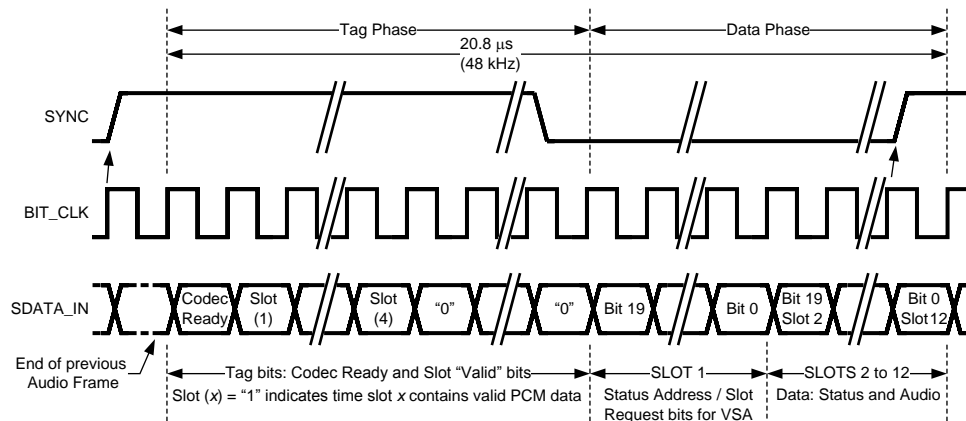 Tag Phase
Data Phase
20.8 µs
(48 kHz)
SYNC
BIT_CLK
SDATA_IN
Codec
Ready
Slot
(1)
Slot
(4)
“0”
“0”
Bit 19
Bit 0
Bit 19
Slot 2
Bit 0
Slot 12
End of previous
Audio Frame
Tag bits: Codec Ready and Slot “Valid” bits
Slot (x) = “1” indicates time slot x contains valid PCM data
SLOT 1
Status Address / Slot
Request bits for VSA
SLOTS 2 to 12
Data: Status and Audio